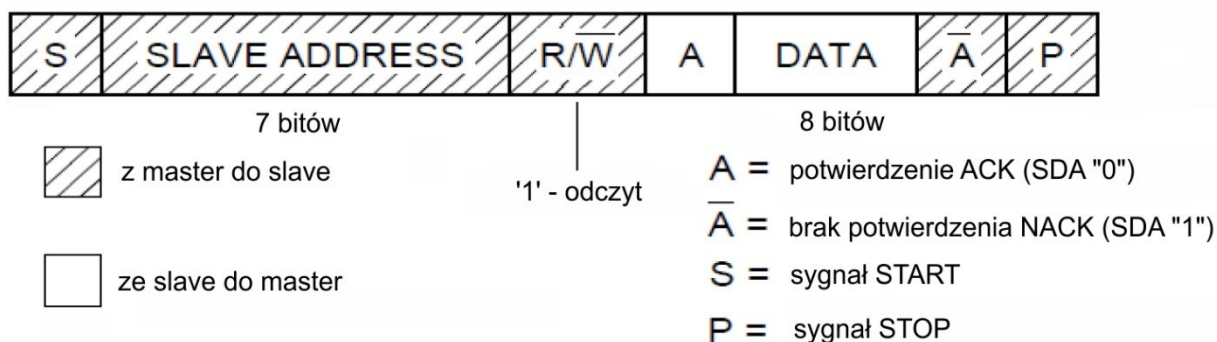 S SLAVE ADDRESS R/W̅ A DATA A̅ P
7 bitów 8 bitów
z master do slave
'1' - odczyt
ze slave do master
A = potwierdzenie ACK (SDA "0")
A̅ = brak potwierdzenia NACK (SDA "1")
S = sygnał START
P = sygnał STOP